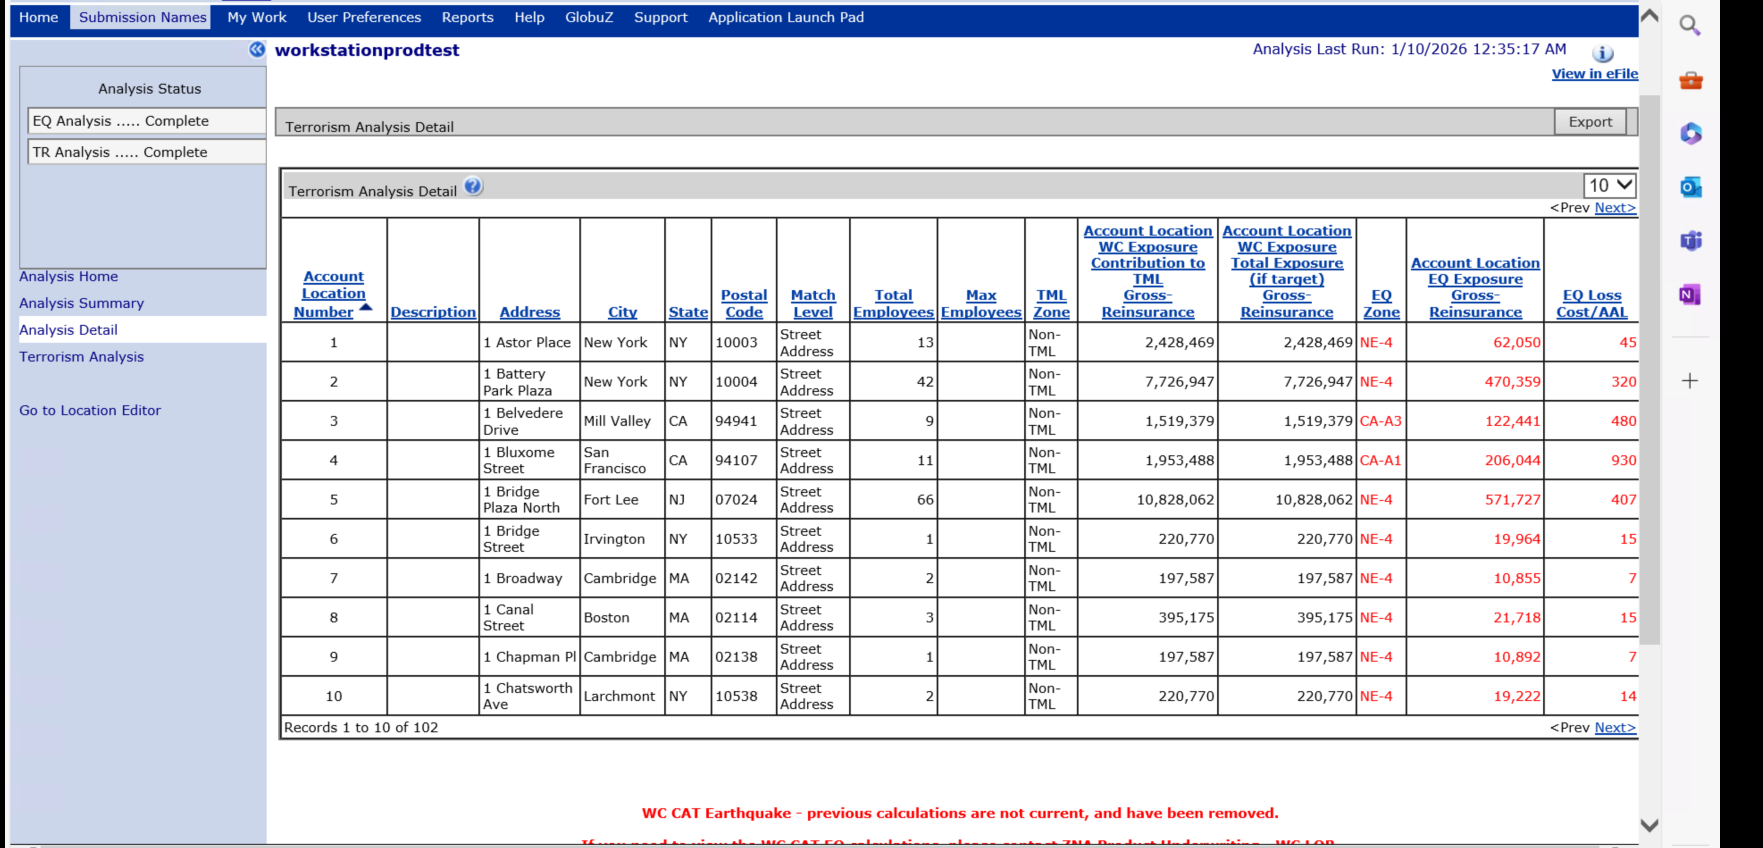 Home Submission Names My Work User Preferences Reports Help GlobuZ Support Application Launch Pad
workstationprodtest
Analysis Last Run: 1/10/2026 12:35:17 AM
View in eFile
Analysis Status
EQ Analysis ..... Complete
TR Analysis ..... Complete
Analysis Home
Analysis Summary
Analysis Detail
Terrorism Analysis
Go to Location Editor
Terrorism Analysis Detail Export
Terrorism Analysis Detail 10
<Prev Next>
Account Location Number Description Address City State Postal Code Match Level Total Employees Max Employees TML Zone Account Location WC Exposure Contribution to TML Gross-Reinsurance Account Location WC Exposure Total Exposure (if target) Gross-Reinsurance EQ Zone Account Location EQ Exposure Gross-Reinsurance EQ Loss Cost/AAL
1 1 Astor Place New York NY 10003 Street Address 13 Non-TML 2,428,469 2,428,469 NE-4 62,050 45
2 1 Battery Park Plaza New York NY 10004 Street Address 42 Non-TML 7,726,947 7,726,947 NE-4 470,359 320
3 1 Belvedere Drive Mill Valley CA 94941 Street Address 9 Non-TML 1,519,379 1,519,379 CA-A3 122,441 480
4 1 Bluxome Street San Francisco CA 94107 Street Address 11 Non-TML 1,953,488 1,953,488 CA-A1 206,044 930
5 1 Bridge Plaza North Fort Lee NJ 07024 Street Address 66 Non-TML 10,828,062 10,828,062 NE-4 571,727 407
6 1 Bridge Street Irvington NY 10533 Street Address 1 Non-TML 220,770 220,770 NE-4 19,964 15
7 1 Broadway Cambridge MA 02142 Street Address 2 Non-TML 197,587 197,587 NE-4 10,855 7
8 1 Canal Street Boston MA 02114 Street Address 3 Non-TML 395,175 395,175 NE-4 21,718 15
9 1 Chapman Pl Cambridge MA 02138 Street Address 1 Non-TML 197,587 197,587 NE-4 10,892 7
10 1 Chatsworth Ave Larchmont NY 10538 Street Address 2 Non-TML 220,770 220,770 NE-4 19,222 14
Records 1 to 10 of 102 <Prev Next>
WC CAT Earthquake - previous calculations are not current, and have been removed.
If you need to view the WC CAT EQ calculations, please contact ZNA Product Underwriting - WC LOB